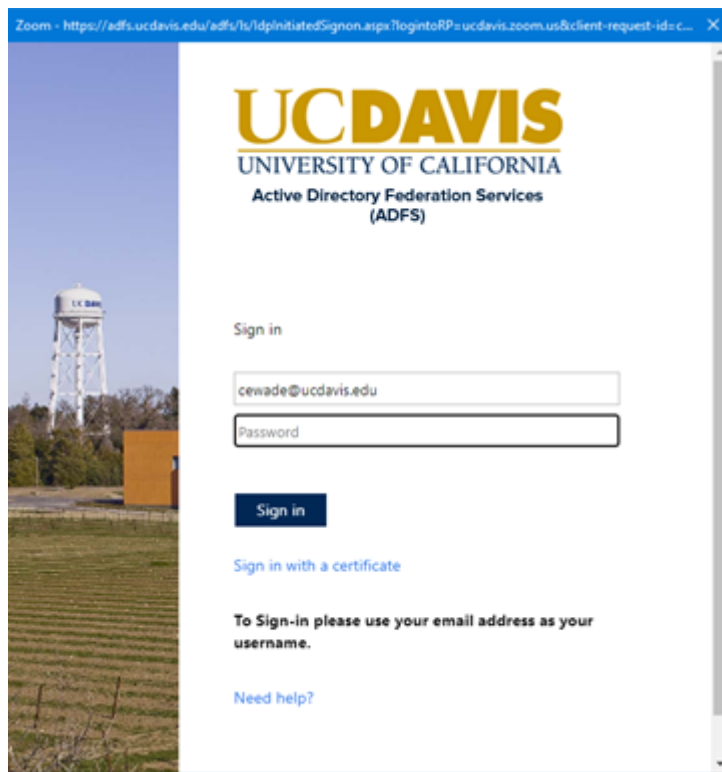 Zoom - https://adfs.ucdavis.edu/adfs/ls/IdpInitiatedSignon.aspx?logintoRP=ucdavis.zoom.us&client-request-id=c...
UCDAVIS
UNIVERSITY OF CALIFORNIA
Active Directory Federation Services
(ADFS)
UC DAVIS
Sign in
cewade@ucdavis.edu
Password
Sign in
Sign in with a certificate
To Sign-in please use your email address as your
username.
Need help?